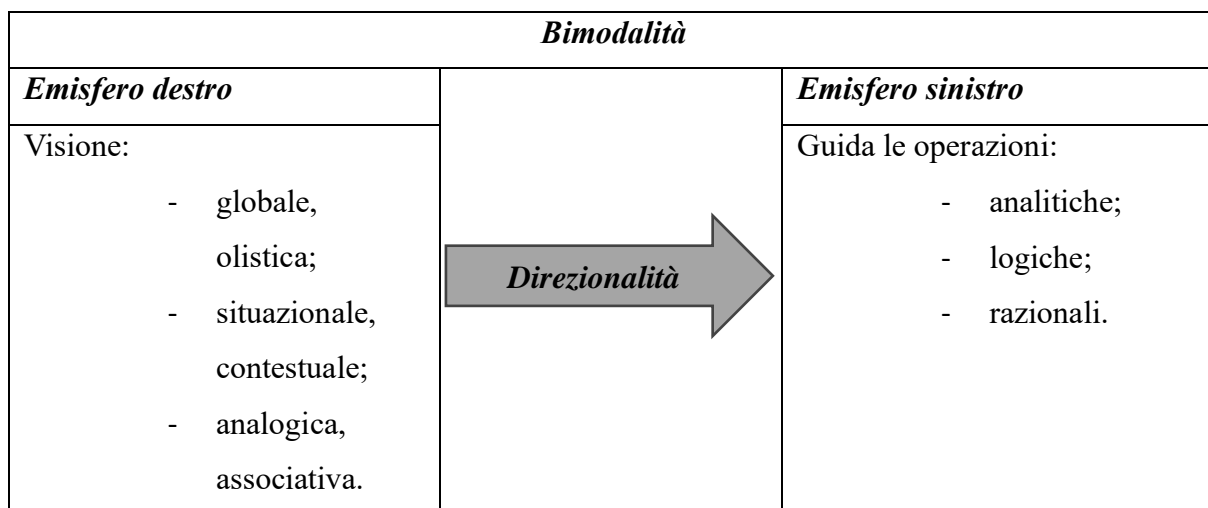 Bimodalità
Emisfero destro
Visione:
- globale,
olistica;
- situazionale,
contestuale;
- analogica,
associativa.
Direzionalità
Emisfero sinistro
Guida le operazioni:
- analitiche;
- logiche;
- razionali.